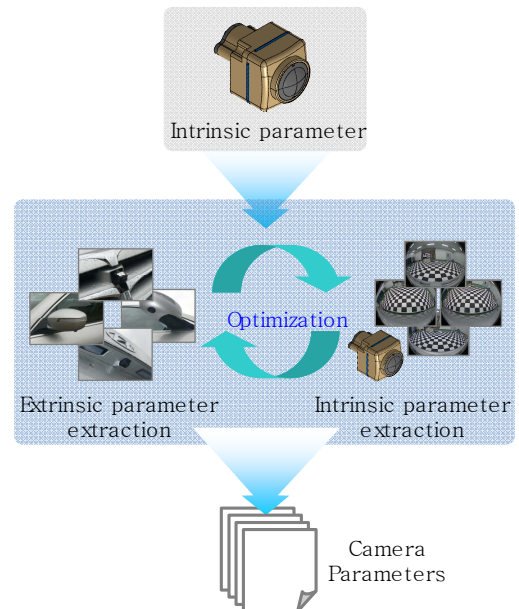 Intrinsic parameter
Optimization
Extrinsic parameter
extraction
Intrinsic parameter
extraction
Camera
Parameters